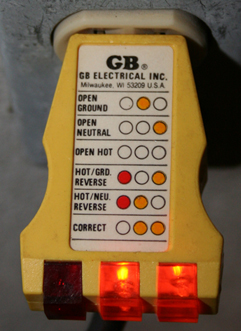 GB®
GB ELECTRICAL INC.
Milwaukee, WI 53209 U.S.A.
OPEN
GROUND
OPEN
NEUTRAL
OPEN HOT
HOT/GRD.
REVERSE
HOT/NEU.
REVERSE
CORRECT